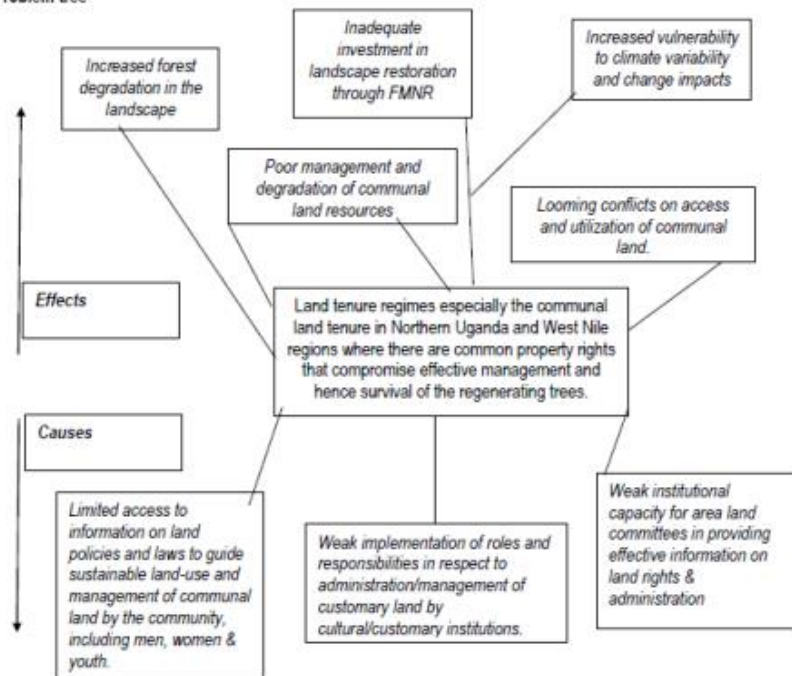 Problem tree
Inadequate
investment in
landscape restoration
through FMNR
Increased vulnerability
to climate variability
and change impacts
Increased forest
degradation in the
landscape
Poor management and
degradation of communal
land resources
Looming conflicts on access
and utilization of communal
land.
Effects
Land tenure regimes especially the communal
land tenure in Northern Uganda and West Nile
regions where there are common property rights
that compromise effective management and
hence survival of the regenerating trees.
Causes
Limited access to
information on land
policies and laws to guide
sustainable land-use and
management of communal
land by the community,
including men, women &
youth.
Weak implementation of roles and
responsibilities in respect to
administration/management of
customary land by
cultural/customary institutions.
Weak institutional
capacity for area land
committees in providing
effective information on
land rights &
administration